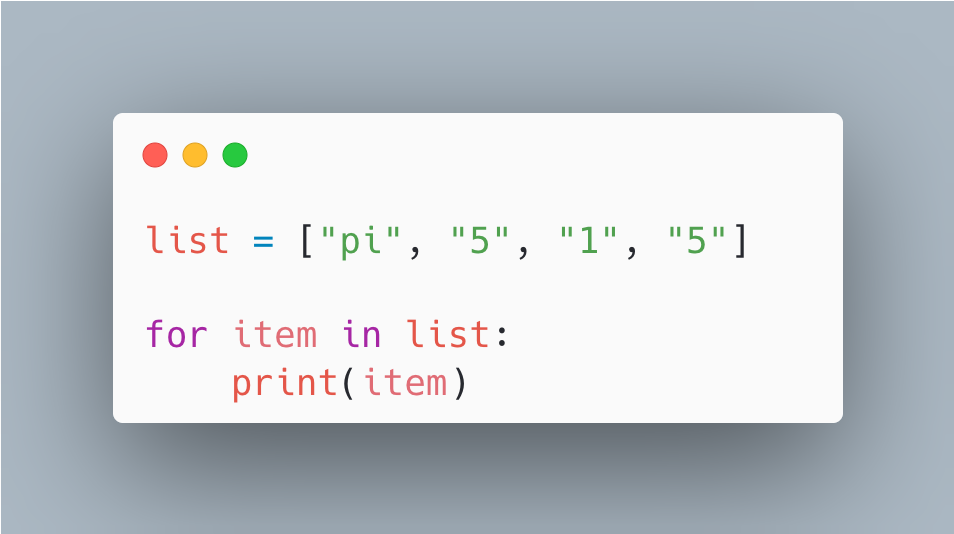 list = ["pi", "5", "1", "5"]
for item in list:
    print(item)